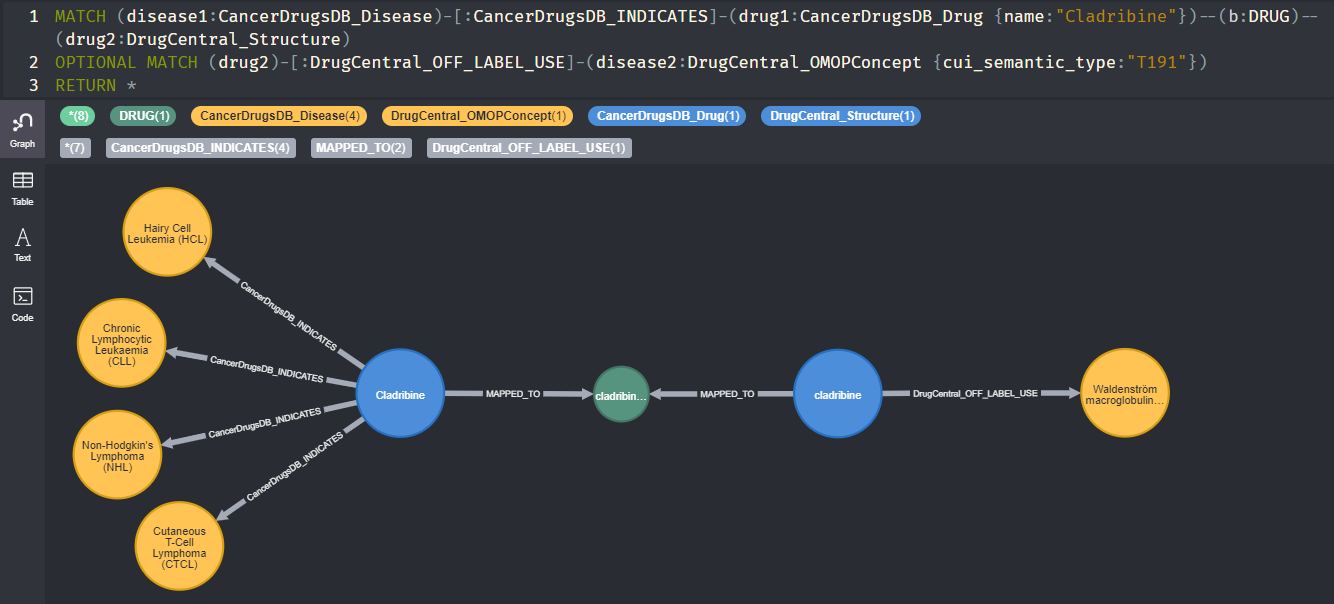 1 MATCH (disease1:CancerDrugsDB_Disease)-[:CancerDrugsDB_INDICATES]-(drug1:CancerDrugsDB_Drug {name:"Cladribine"})--(b:DRUG)--
(drug2:DrugCentral_Structure)
2 OPTIONAL MATCH (drug2)-[:DrugCentral_OFF_LABEL_USE]-(disease2:DrugCentral_OMOPConcept {cui_semantic_type:"T191"})
3 RETURN *
Graph
Table
Text
Code
*(8) DRUG(1) CancerDrugsDB_Disease(4) DrugCentral_OMOPConcept(1) CancerDrugsDB_Drug(1) DrugCentral_Structure(1)
*(7) CancerDrugsDB_INDICATES(4) MAPPED_TO(2) DrugCentral_OFF_LABEL_USE(1)
Hairy Cell
Leukemia (HCL)
CancerDrugsDB_INDICATES
Chronic
Lymphocytic
Leukaemia
(CLL)
CancerDrugsDB_INDICATES
Non-Hodgkin's
Lymphoma
(NHL)
CancerDrugsDB_INDICATES
Cutaneous
T-Cell
Lymphoma
(CTCL)
CancerDrugsDB_INDICATES
Cladribine
MAPPED_TO
cladribin...
MAPPED_TO
cladribine
DrugCentral_OFF_LABEL_USE
Waldenström
macroglobulin...